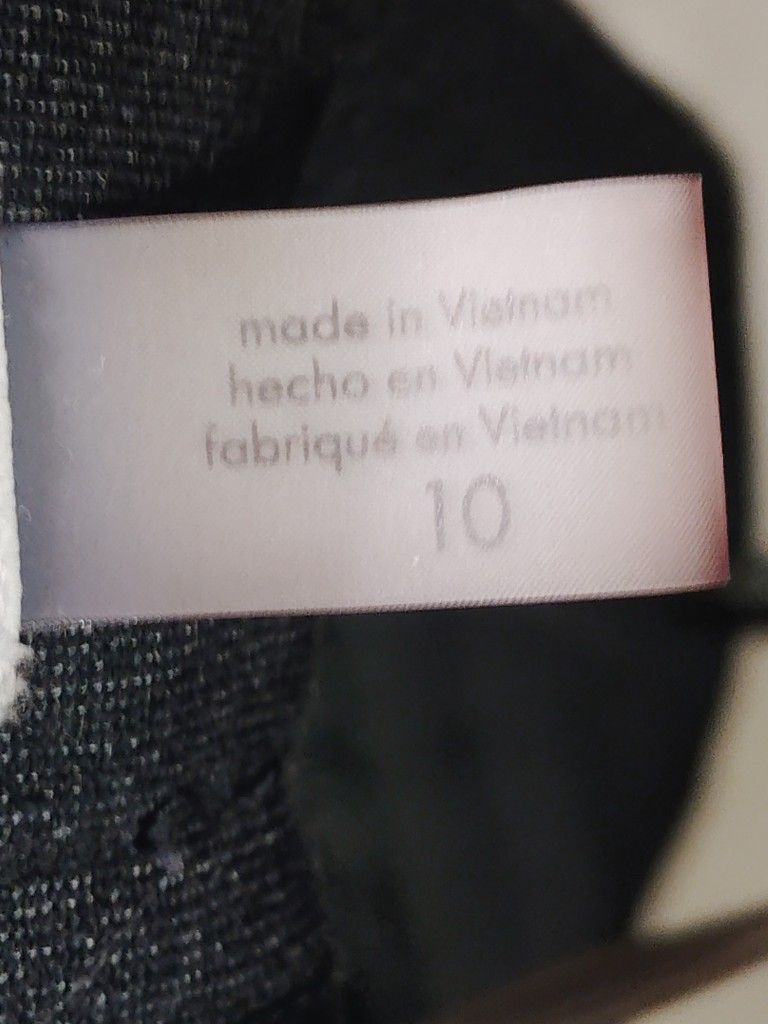 made in Vietnam
hecho en Vietnam
fabriqué en Vietnam
10